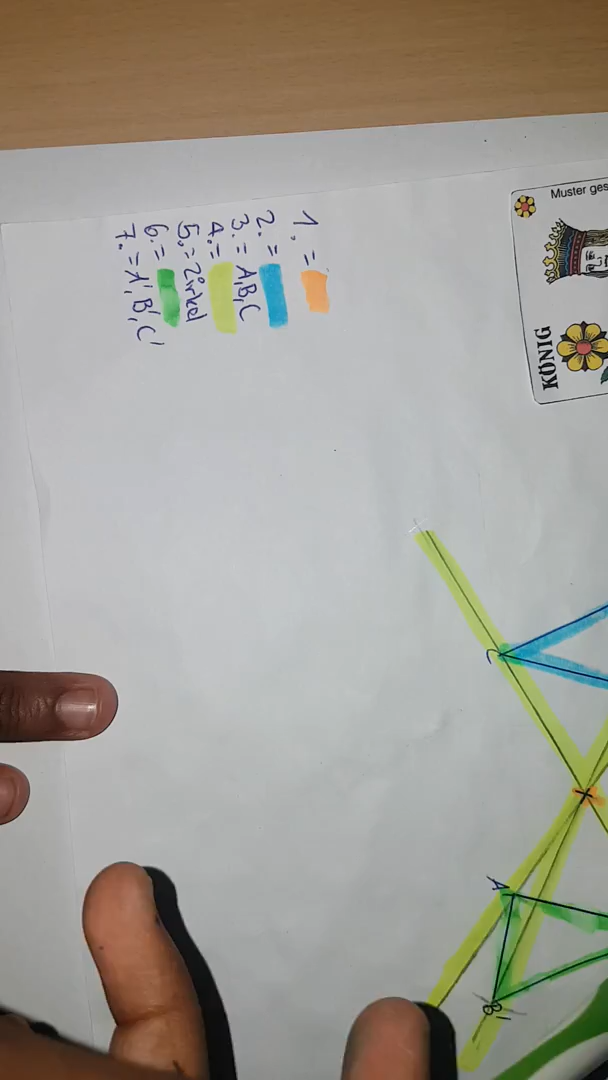 1. =
2. =
3. = A,B,C
4. =
5. = Zirkel
6. =
7. = A', B', C'
Muster ges
KÖNIG
C
A
B'